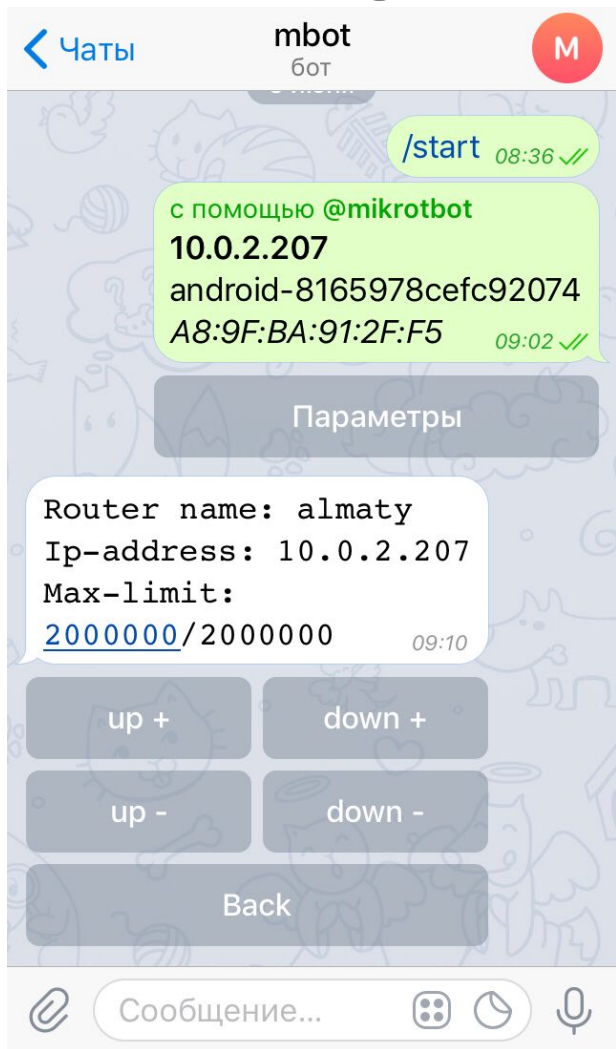 Чаты
mbot
бот
M
/start 08:36
с помощью @mikrotbot
10.0.2.207
android-8165978cefc92074
A8:9F:BA:91:2F:F5 09:02
Параметры
Router name: almaty
Ip-address: 10.0.2.207
Max-limit:
2000000/2000000 09:10
up +
down +
up -
down -
Back
Сообщение...